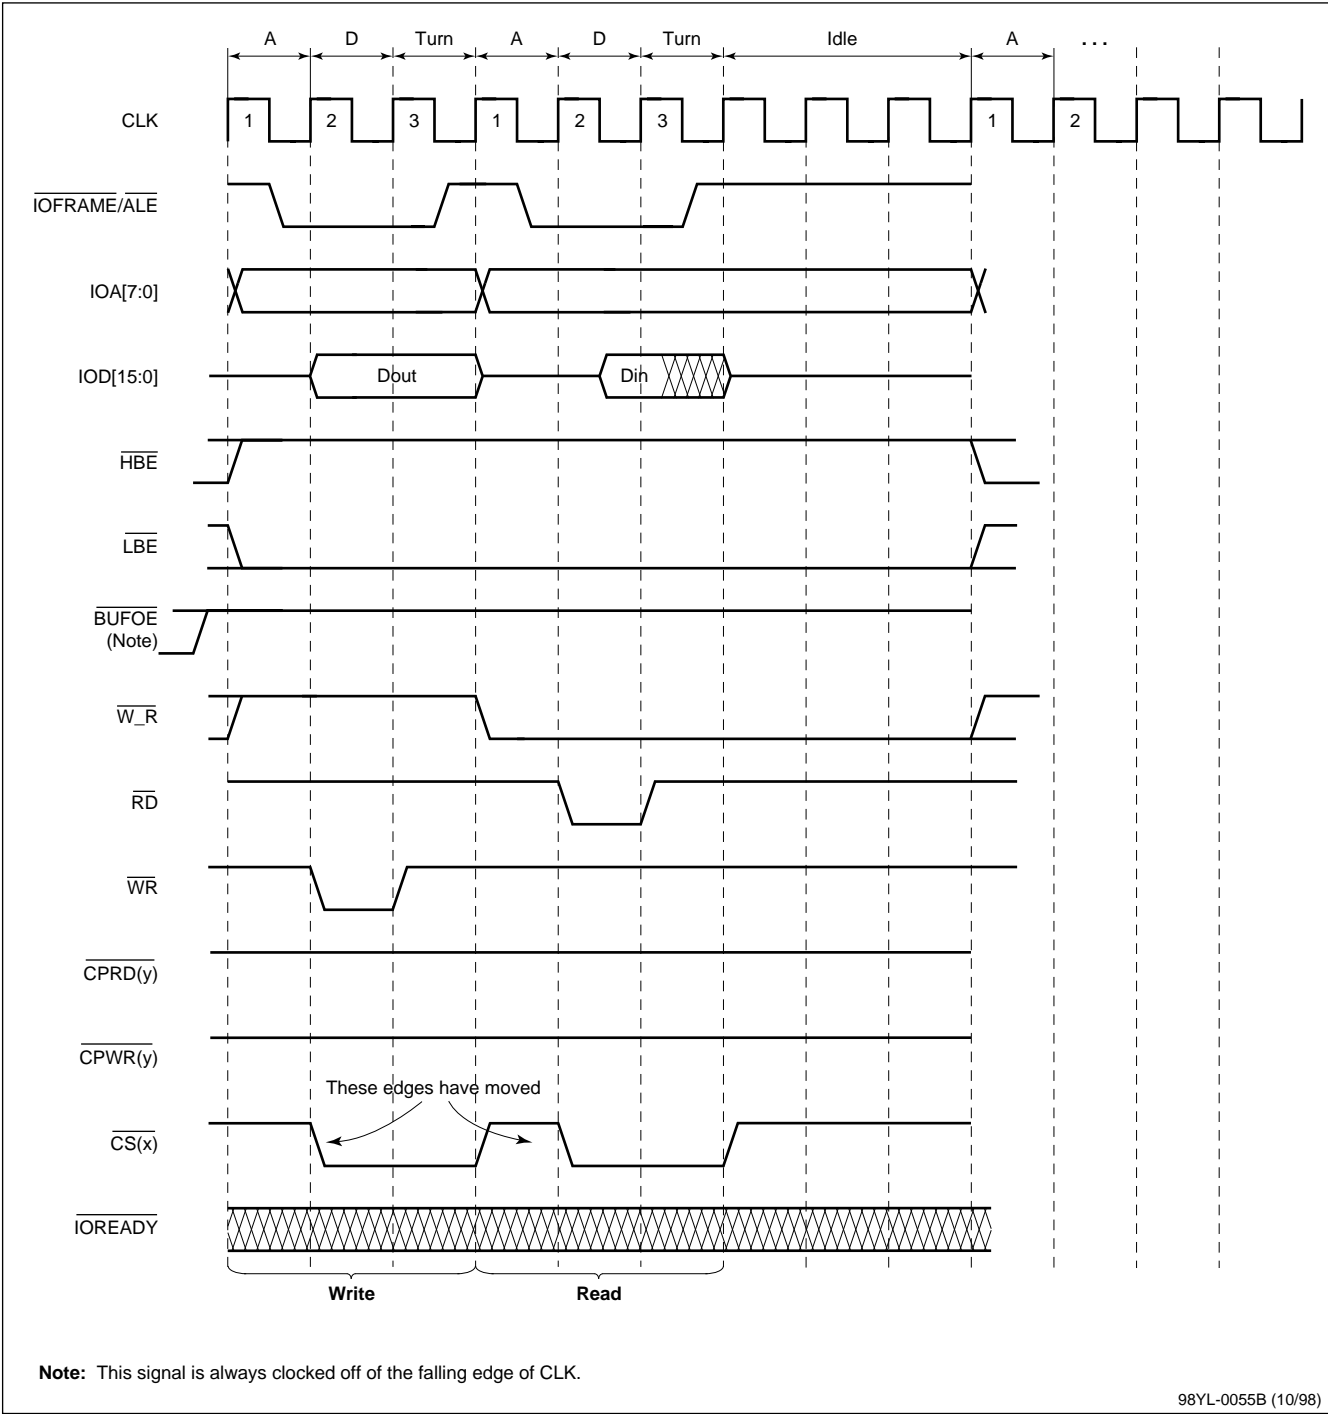 A D Turn A D Turn Idle A ...
CLK 1 2 3 1 2 3 1 2
IOFRAME/ALE
IOA[7:0]
IOD[15:0] Dout Din
HBE
LBE
BUFOE
(Note)
W_R
RD
WR
CPRD(y)
CPWR(y)
These edges have moved
CS(x)
IOREADY
Write Read
Note: This signal is always clocked off of the falling edge of CLK.
98YL-0055B (10/98)